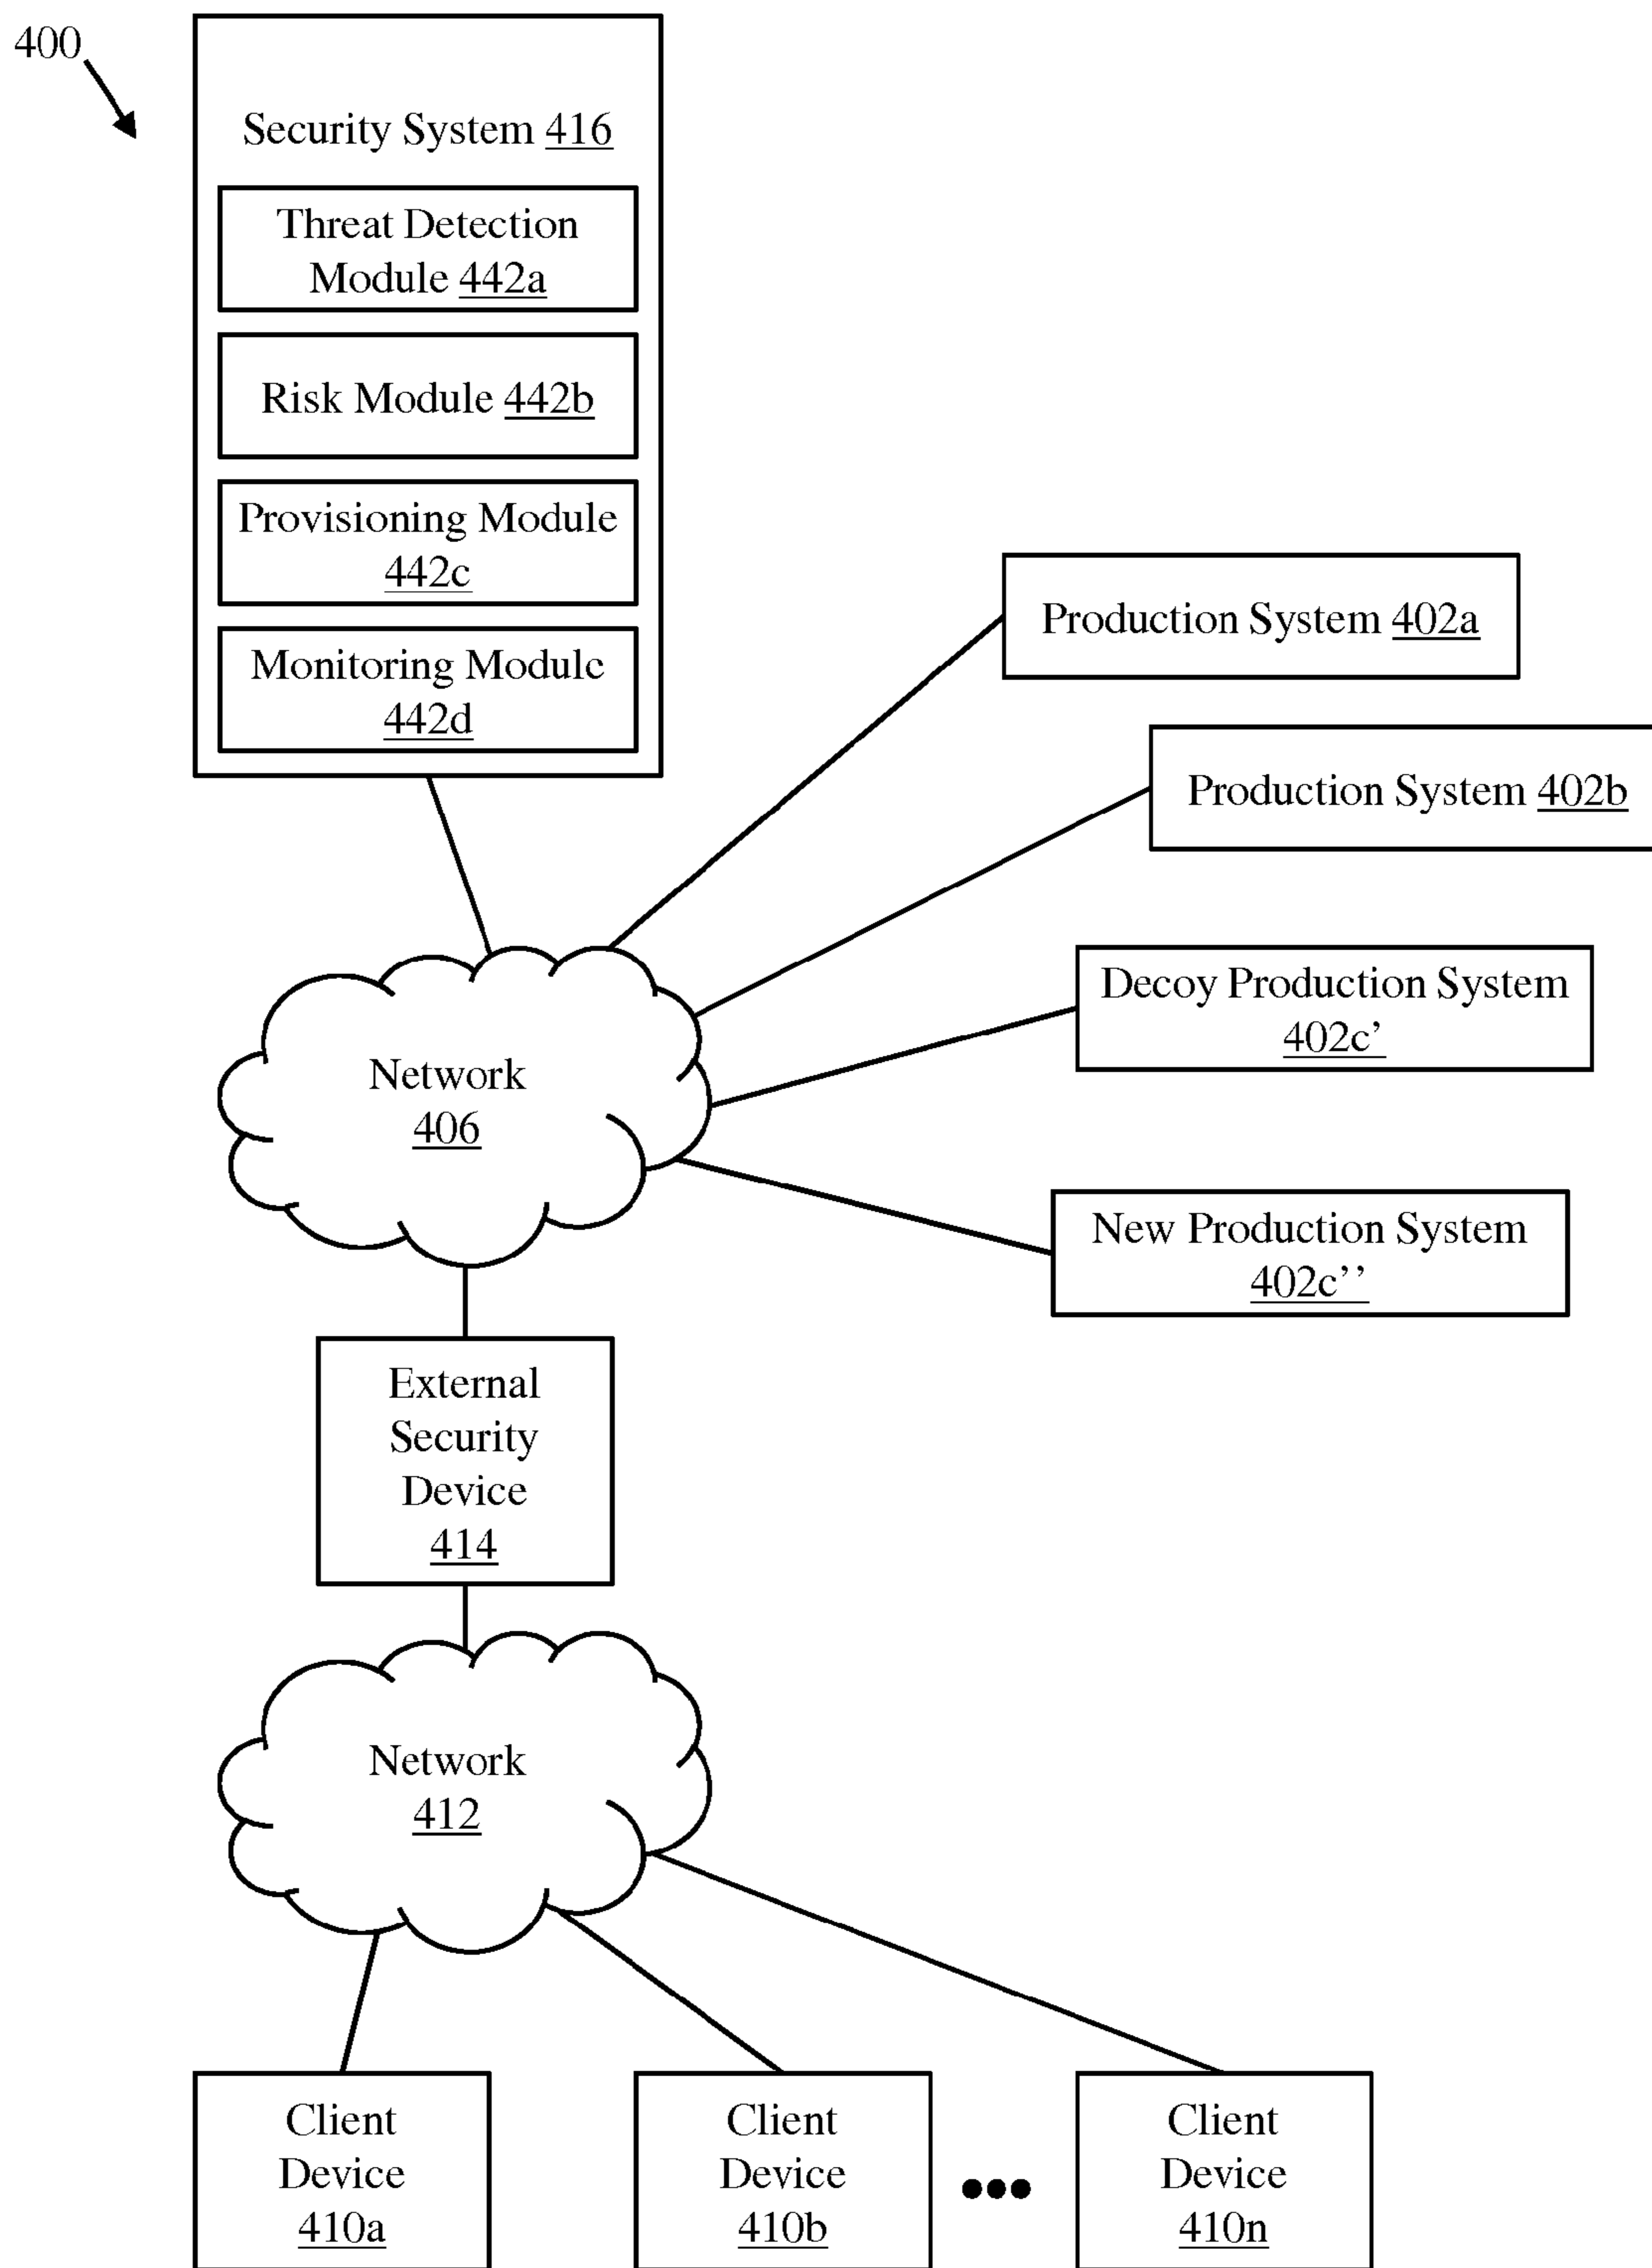 400
Security System 416
Threat Detection
Module 442a
Risk Module 442b
Provisioning Module
442c
Monitoring Module
442d
Production System 402a
Production System 402b
Decoy Production System
402c’
New Production System
402c’’
Network
406
External
Security
Device
414
Network
412
Client
Device
410a
Client
Device
410b
Client
Device
410n